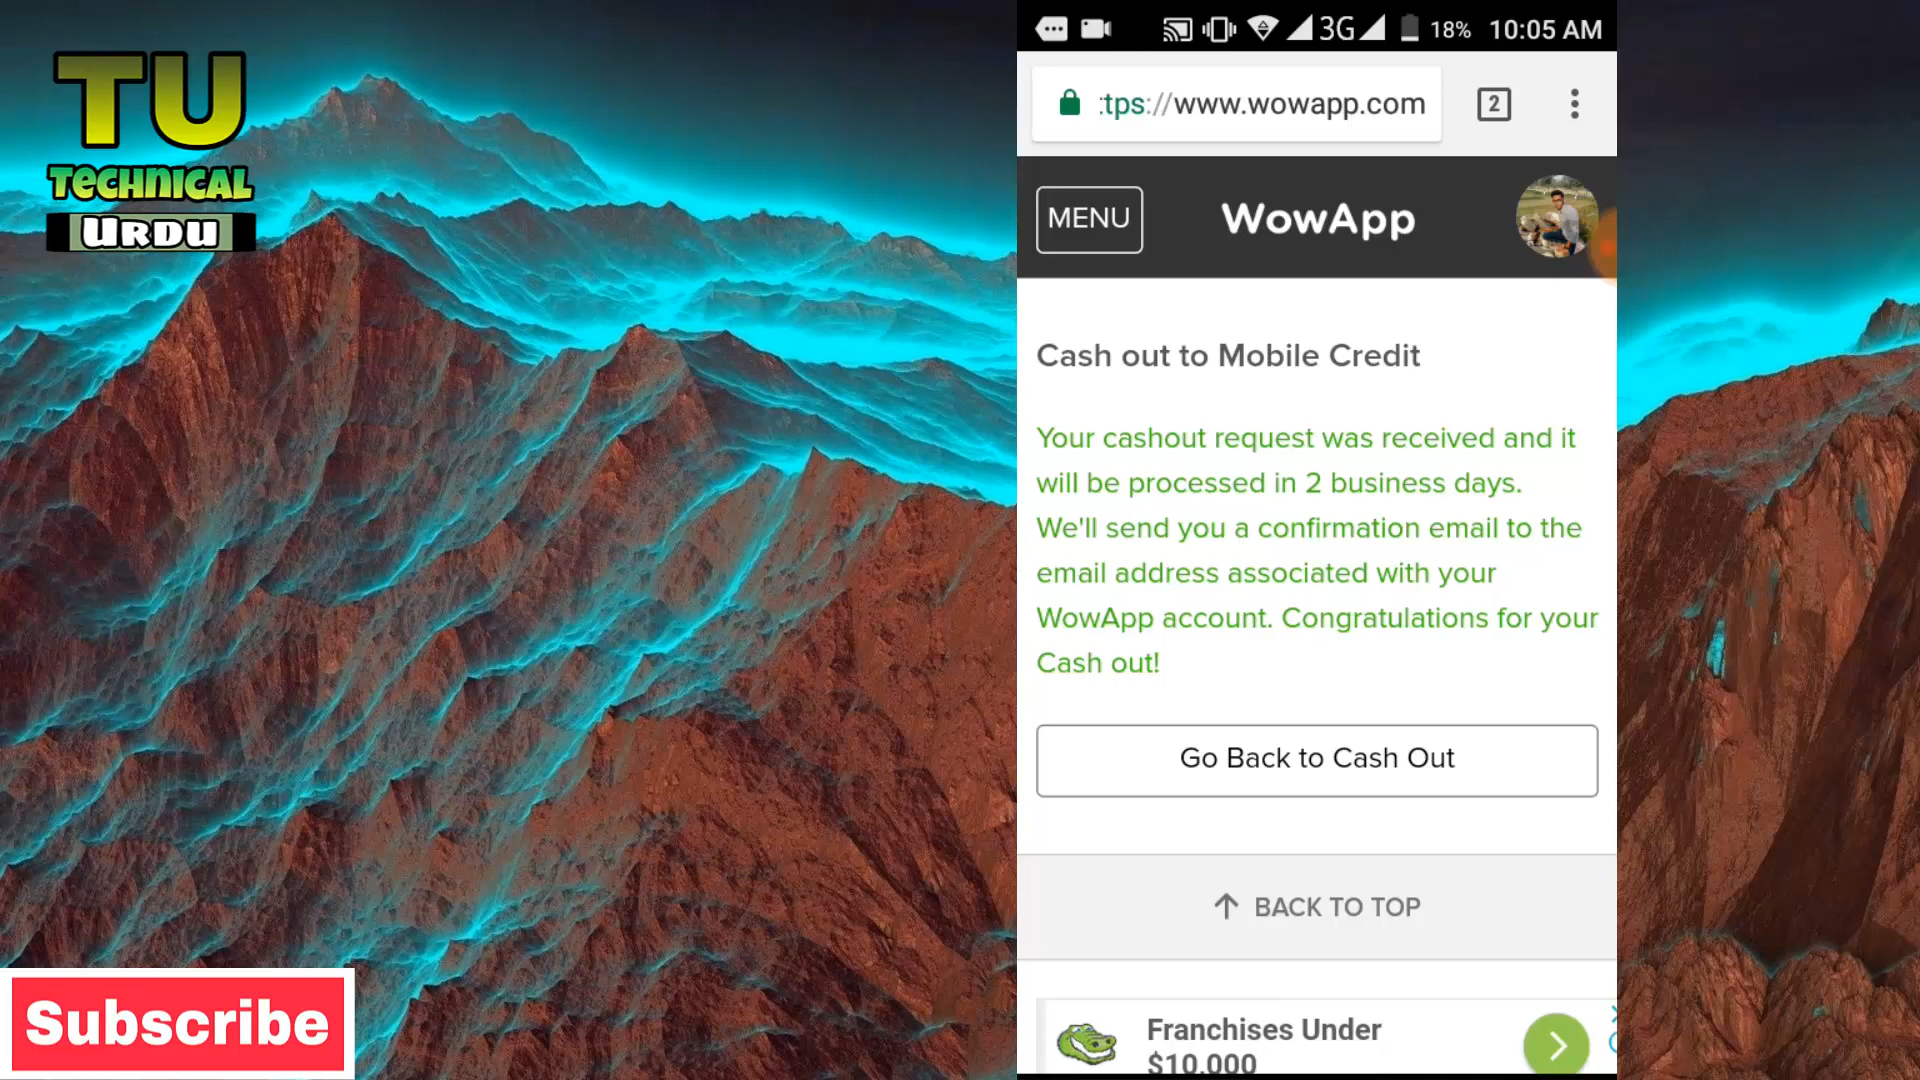 TU
Technical
Urdu
Subscribe
3G 18% 10:05 AM
tps://www.wowapp.com 2
MENU WowApp
Cash out to Mobile Credit
Your cashout request was received and it
will be processed in 2 business days.
We'll send you a confirmation email to the
email address associated with your
WowApp account. Congratulations for your
Cash out!
Go Back to Cash Out
↑ BACK TO TOP
Franchises Under
$10,000